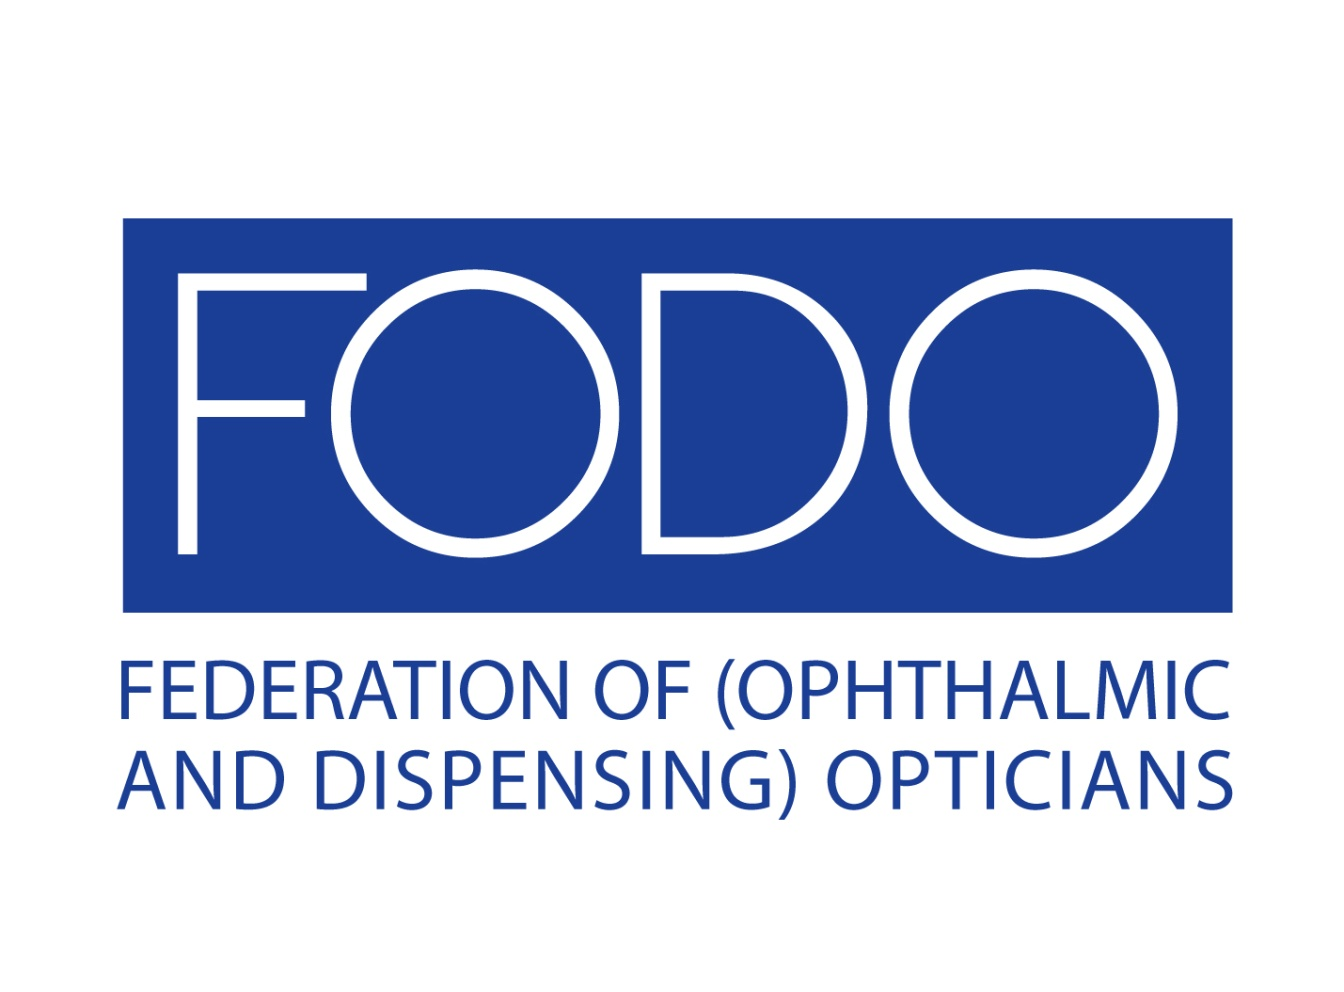 FODO
FEDERATION OF (OPHTHALMIC
AND DISPENSING) OPTICIANS